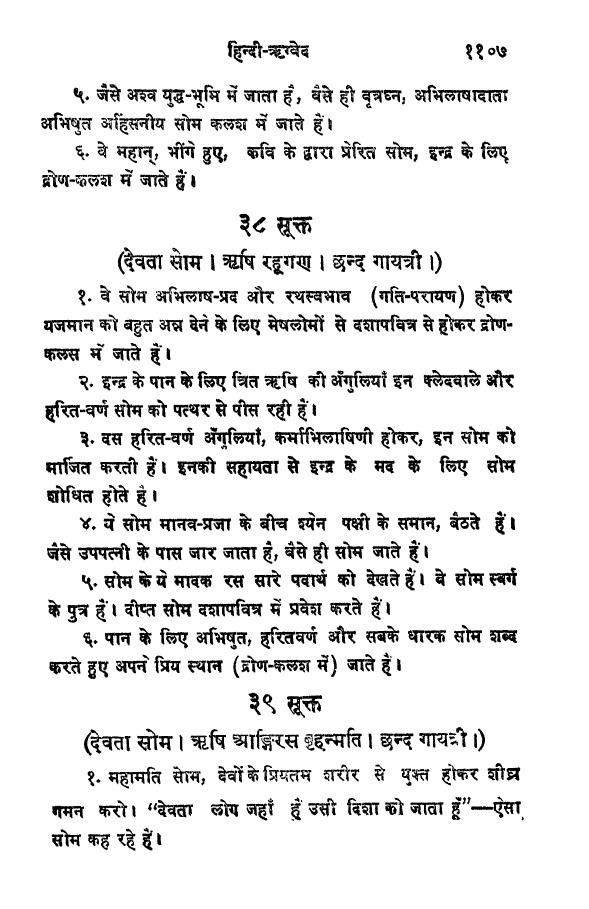 हिन्दी-ऋग्वेद ११०७
५. जैसे अश्व युद्ध-भूमि में जाता है, वैसे ही वृत्रघ्न, अभिलाषादाता
अभिषुत अहिंसनीय सोम कलश में जाते हैं।
६. वे महान्, भींगे हुए, कवि के द्वारा प्रेरित सोम, इन्द्र के लिए
द्रोण-कलश में जाते हैं।
३८ सूक्त
(देवता सोम। ऋषि रहूगण। छन्द गायत्री।)
१. वे सोम अभिलाष-प्रद और रथस्वभाव (गति-परायण) होकर
यजमान को बहुत अन्न देने के लिए मेषलोमों से दशापवित्र से होकर द्रोण-
कलस में जाते हैं।
२. इन्द्र के पान के लिए त्रित ऋषि की अँगुलियाँ इन क्लेदवाले और
हरित-वर्ण सोम को पत्थर से पीस रही हैं।
३. दस हरित-वर्ण अँगुलियाँ, कर्माभिलाषिणी होकर, इन सोम को
मार्जित करती हैं। इनकी सहायता से इन्द्र के मद के लिए सोम
शोधित होते हैं।
४. ये सोम मानव-प्रजा के बीच श्येन पक्षी के समान, बैठते हैं।
जैसे उपपत्नी के पास जार जाता है, वैसे ही सोम जाते हैं।
५. सोम के ये मादक रस सारे पदार्थ को देखते हैं। वे सोम स्वर्ग
के पुत्र हैं। दीप्त सोम दशापवित्र में प्रवेश करते हैं।
६. पान के लिए अभिषुत, हरितवर्ण और सबके धारक सोम शब्द
करते हुए अपने प्रिय स्थान (द्रोण-कलश में) जाते हैं।
३९ सूक्त
(देवता सोम। ऋषि आङ्गिरस बृहन्मति। छन्द गायत्री।)
१. महामति सोम, देवों के प्रियतम शरीर से युक्त होकर शीघ्र
गमन करो। "देवता लोग जहाँ हैं उसी दिशा को जाता हूँ"—ऐसा
सोम कह रहे हैं।